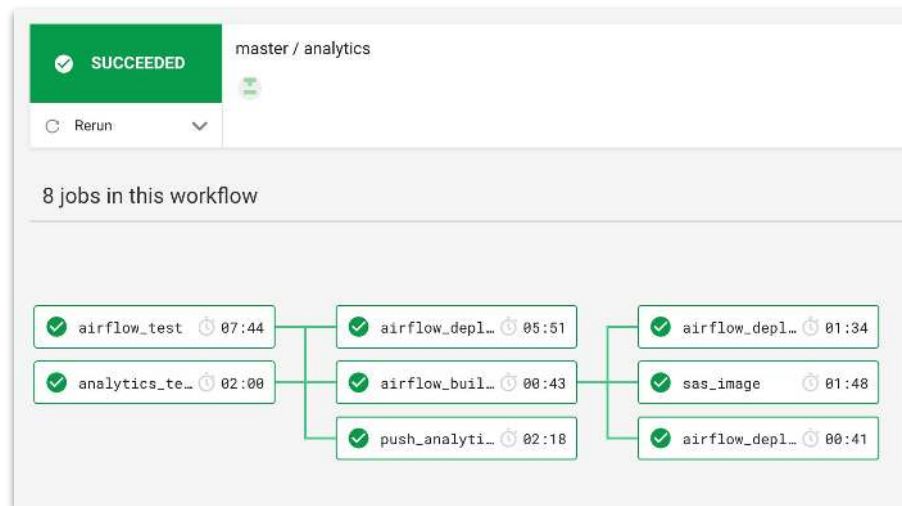 SUCCEEDED
master / analytics
Rerun
8 jobs in this workflow
airflow_test 07:44
airflow_depl… 05:51
airflow_depl… 01:34
analytics_te… 02:00
airflow_buil… 00:43
sas_image 01:48
push_analyti… 02:18
airflow_depl… 00:41